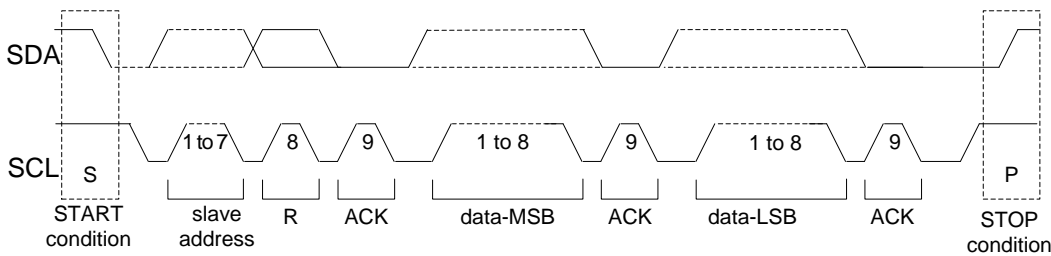 SDA
1 to 7 8 9 1 to 8 9 1 to 8 9
SCL
S P
START condition slave address R ACK data-MSB ACK data-LSB ACK STOP condition